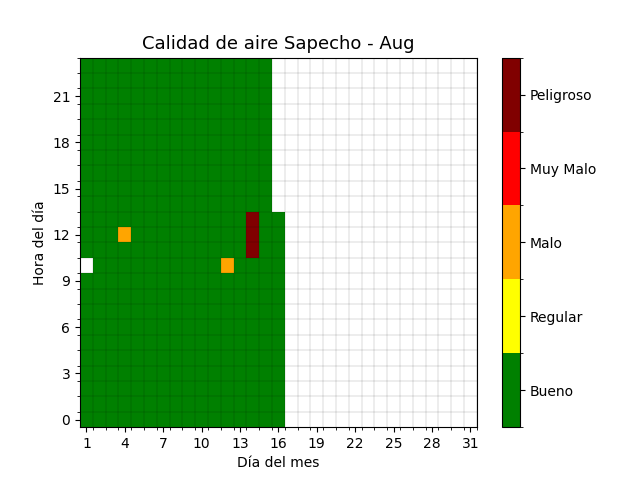 Calidad de aire Sapecho - Aug
Peligroso
Muy Malo
Malo
Regular
Bueno
Hora del día
21
18
15
12
9
6
3
0
1 4 7 10 13 16 19 22 25 28 31
Día del mes